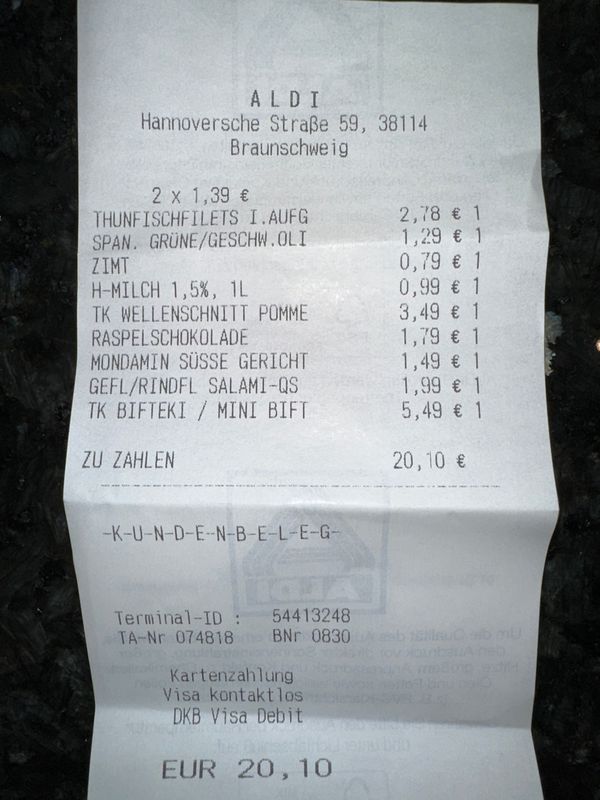 ALDI
Hannoversche Straße 59, 38114
Braunschweig
2 x 1,39 €
THUNFISCHFILETS I.AUFG 2,78 € 1
SPAN. GRÜNE/GESCHW.OLI 1,29 € 1
ZIMT 0,79 € 1
H-MILCH 1,5%, 1L 0,99 € 1
TK WELLENSCHNITT POMME 3,49 € 1
RASPELSCHOKOLADE 1,79 € 1
MONDAMIN SÜSSE GERICHT 1,49 € 1
GEFL/RINDFL SALAMI-QS 1,99 € 1
TK BIFTEKI / MINI BIFT 5,49 € 1
ZU ZAHLEN 20,10 €
-K-U-N-D-E-N-B-E-L-E-G-
Terminal-ID : 54413248
TA-Nr 074818 BNr 0830
Kartenzahlung
Visa kontaktlos
DKB Visa Debit
EUR 20,10